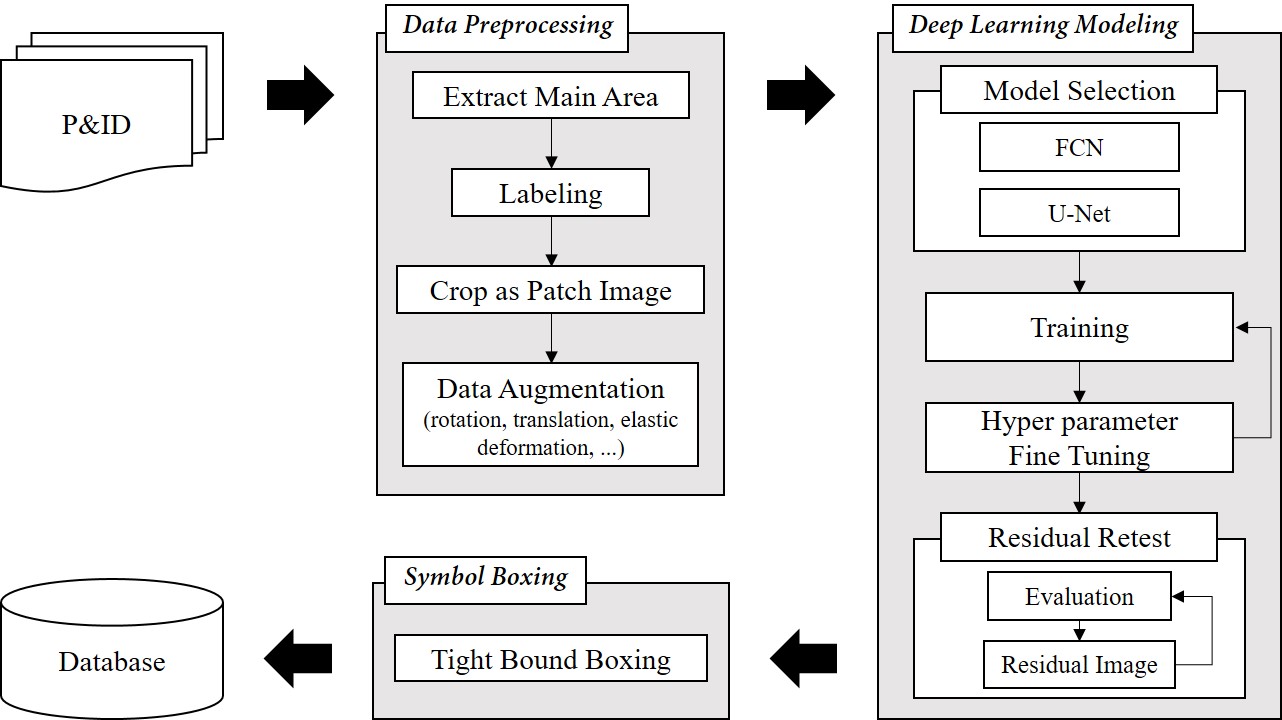 P&ID
Data Preprocessing
Extract Main Area
Labeling
Crop as Patch Image
Data Augmentation
(rotation, translation, elastic
deformation, ...)
Deep Learning Modeling
Model Selection
FCN
U-Net
Training
Hyper parameter
Fine Tuning
Residual Retest
Evaluation
Residual Image
Symbol Boxing
Tight Bound Boxing
Database